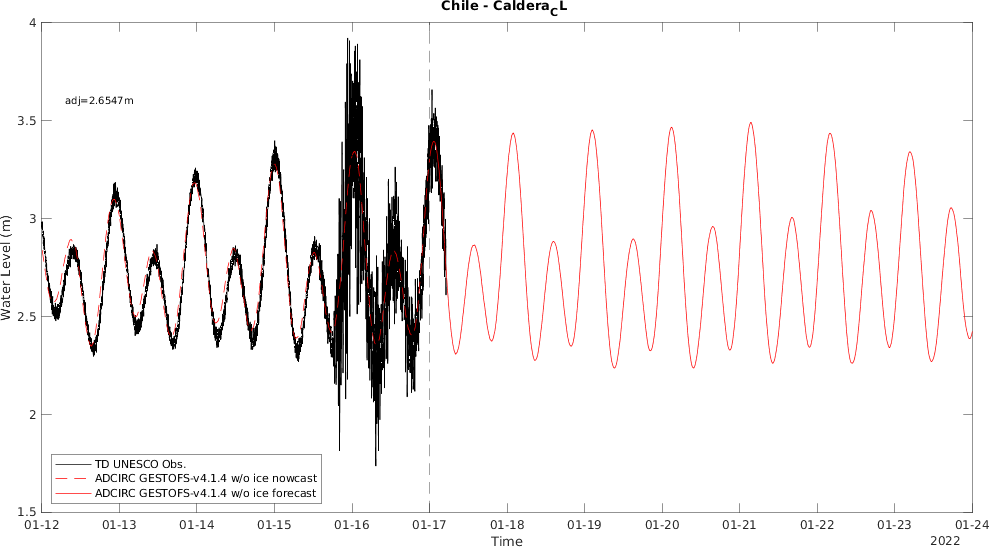 Chile - Caldera_CL
4
3.5
3
2.5
2
1.5
Water Level (m)
adj=2.6547m
TD UNESCO Obs.
ADCIRC GESTOFS-v4.1.4 w/o ice nowcast
ADCIRC GESTOFS-v4.1.4 w/o ice forecast
01-12 01-13 01-14 01-15 01-16 01-17 01-18 01-19 01-20 01-21 01-22 01-23 01-24
Time
2022